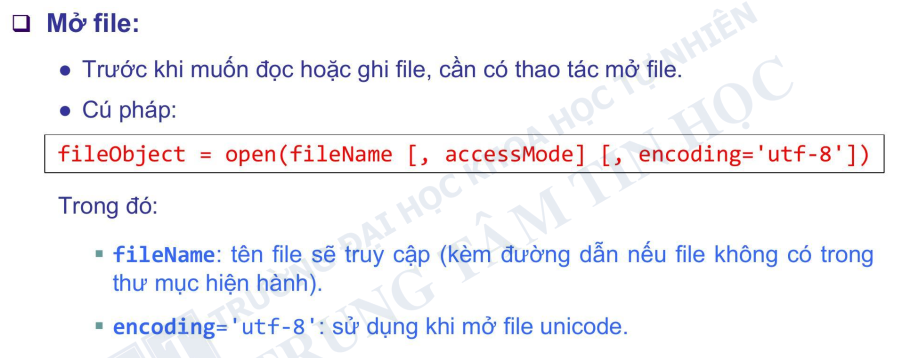 Mở file:
Trước khi muốn đọc hoặc ghi file, cần có thao tác mở file.
Cú pháp:
fileObject = open(fileName [, accessMode] [, encoding='utf-8'])
Trong đó:
fileName: tên file sẽ truy cập (kèm đường dẫn nếu file không có trong
thư mục hiện hành).
encoding='utf-8': sử dụng khi mở file unicode.
TRƯỜNG ĐẠI HỌC KHOA HỌC TỰ NHIÊN
TRUNG TÂM TIN HỌC